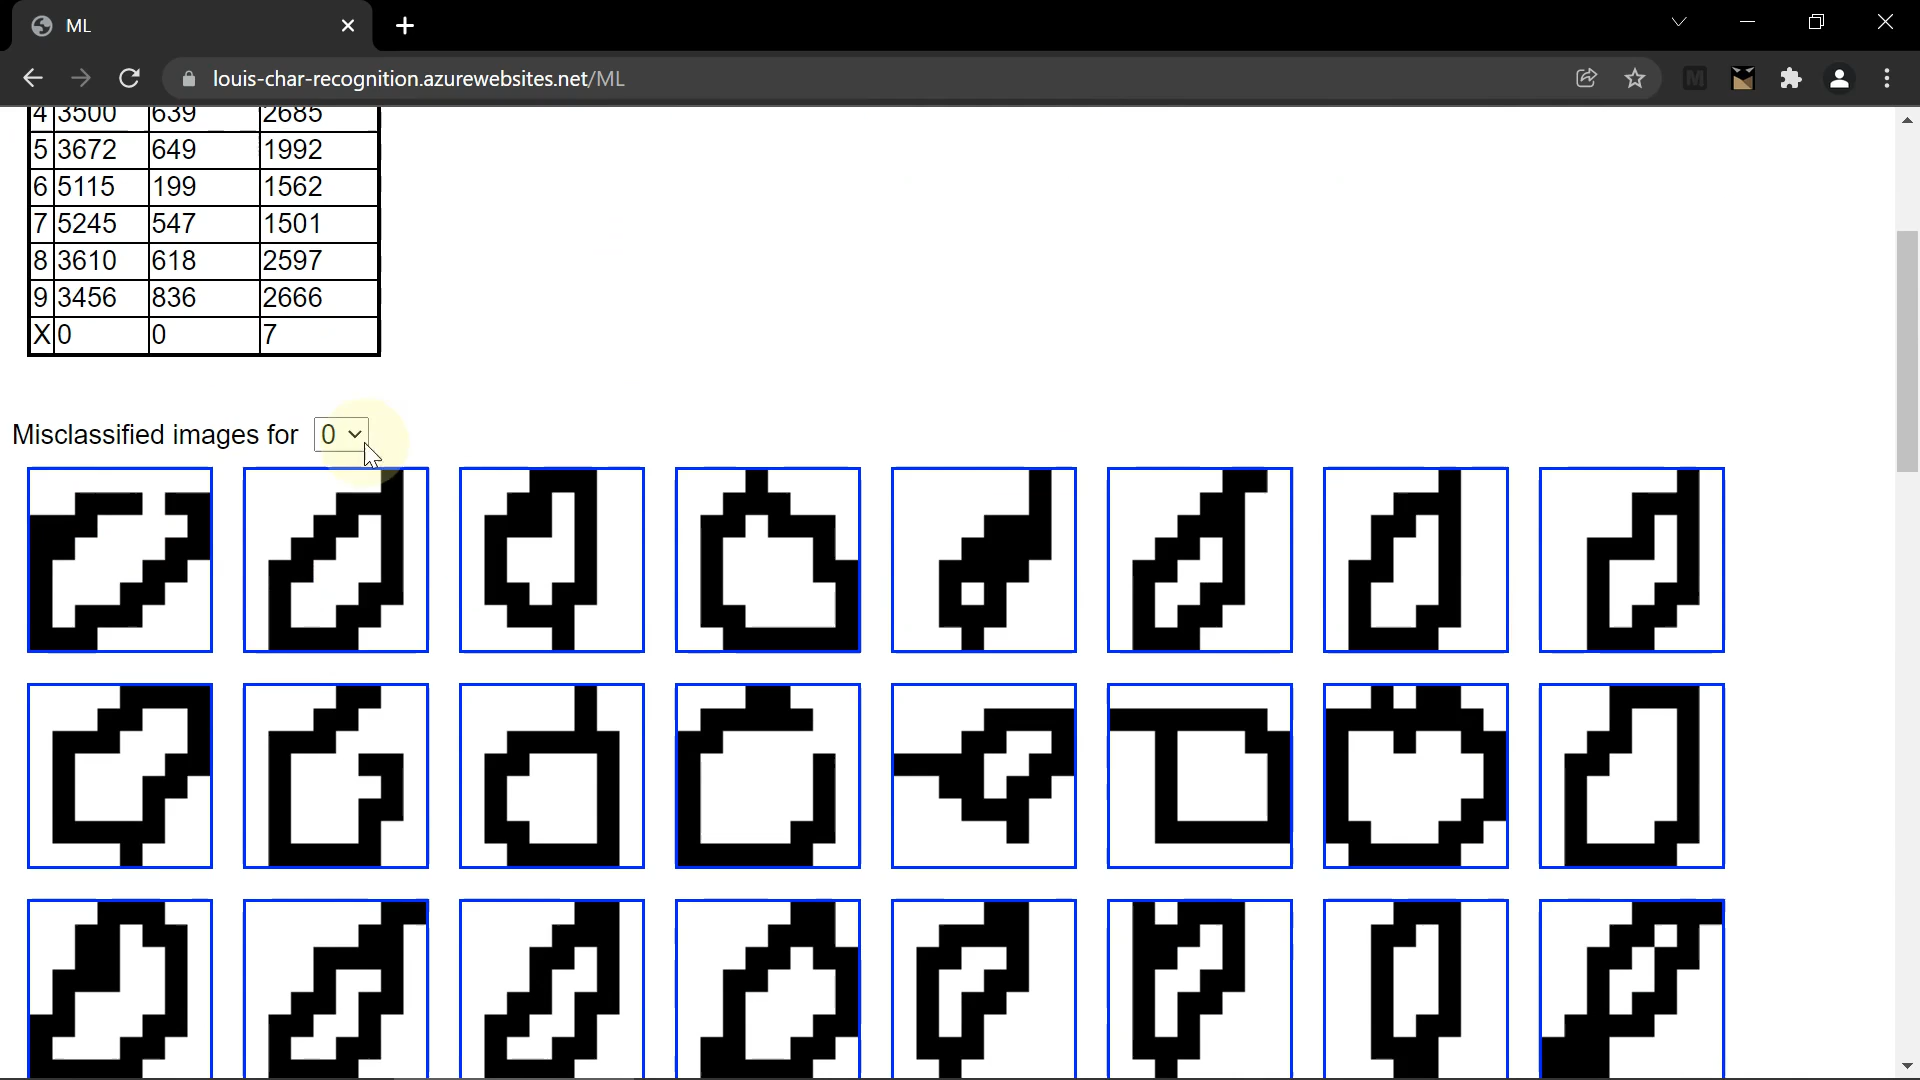 ML
louis-char-recognition.azurewebsites.net/ML
M
4 3500 639 2685
5 3672 649 1992
6 5115 199 1562
7 5245 547 1501
8 3610 618 2597
9 3456 836 2666
X 0 0 7
Misclassified images for 0